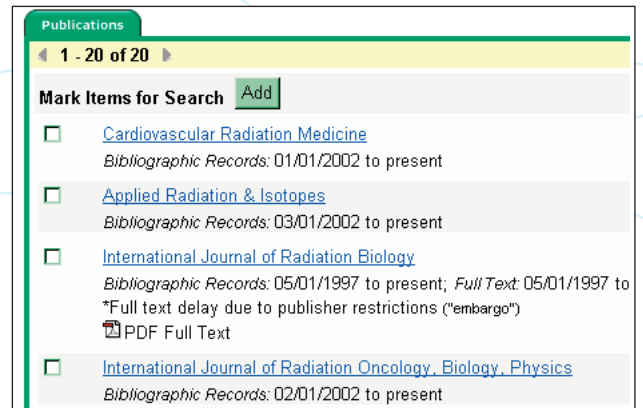 Publications
1 - 20 of 20
Mark Items for Search Add
Cardiovascular Radiation Medicine
Bibliographic Records: 01/01/2002 to present
Applied Radiation & Isotopes
Bibliographic Records: 03/01/2002 to present
International Journal of Radiation Biology
Bibliographic Records: 05/01/1997 to present; Full Text: 05/01/1997 to
*Full text delay due to publisher restrictions ("embargo")
PDF Full Text
International Journal of Radiation Oncology, Biology, Physics
Bibliographic Records: 02/01/2002 to present